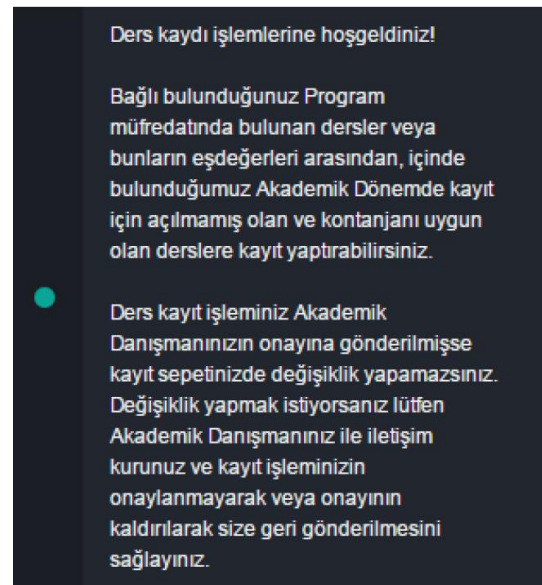 Ders kaydı işlemlerine hoşgeldiniz!
Bağlı bulunduğunuz Program
müfredatında bulunan dersler veya
bunların eşdeğerleri arasından, içinde
bulunduğumuz Akademik Dönemde kayıt
için açılmamış olan ve kontanjanı uygun
olan derslere kayıt yaptırabilirsiniz.
Ders kayıt işleminiz Akademik
Danışmanınızın onayına gönderilmişse
kayıt sepetinizde değişiklik yapamazsınız.
Değişiklik yapmak istiyorsanız lütfen
Akademik Danışmanınız ile iletişim
kurunuz ve kayıt işleminizin
onaylanmayarak veya onayının
kaldırılarak size geri gönderilmesini
sağlayınız.